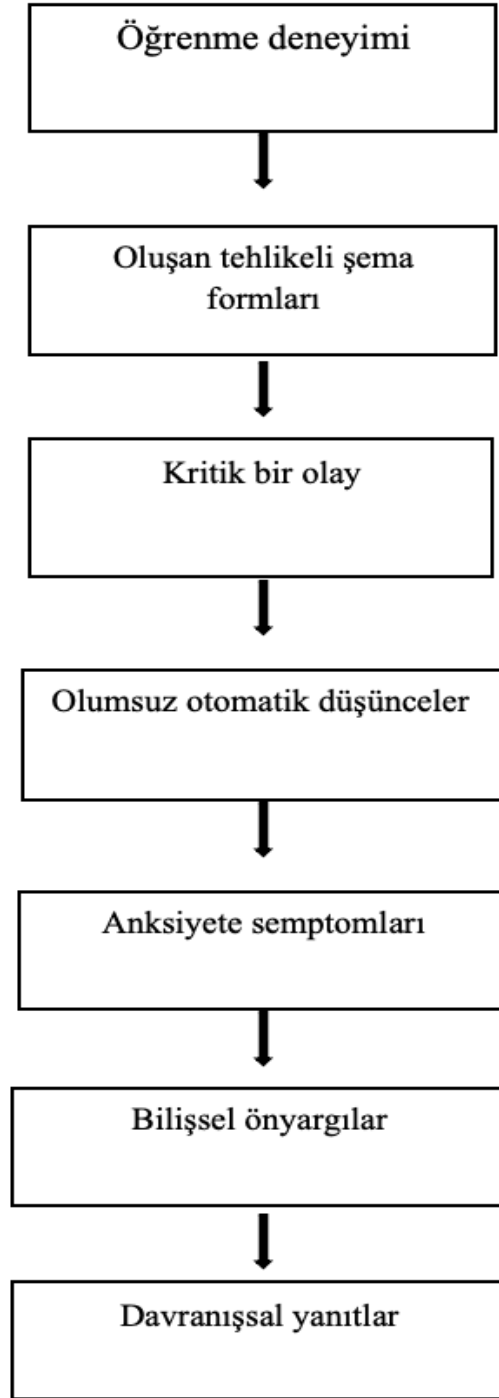 Öğrenme deneyimi
Oluşan tehlikeli şema
formları
Kritik bir olay
Olumsuz otomatik düşünceler
Anksiyete semptomları
Bilişsel önyargılar
Davranışsal yanıtlar